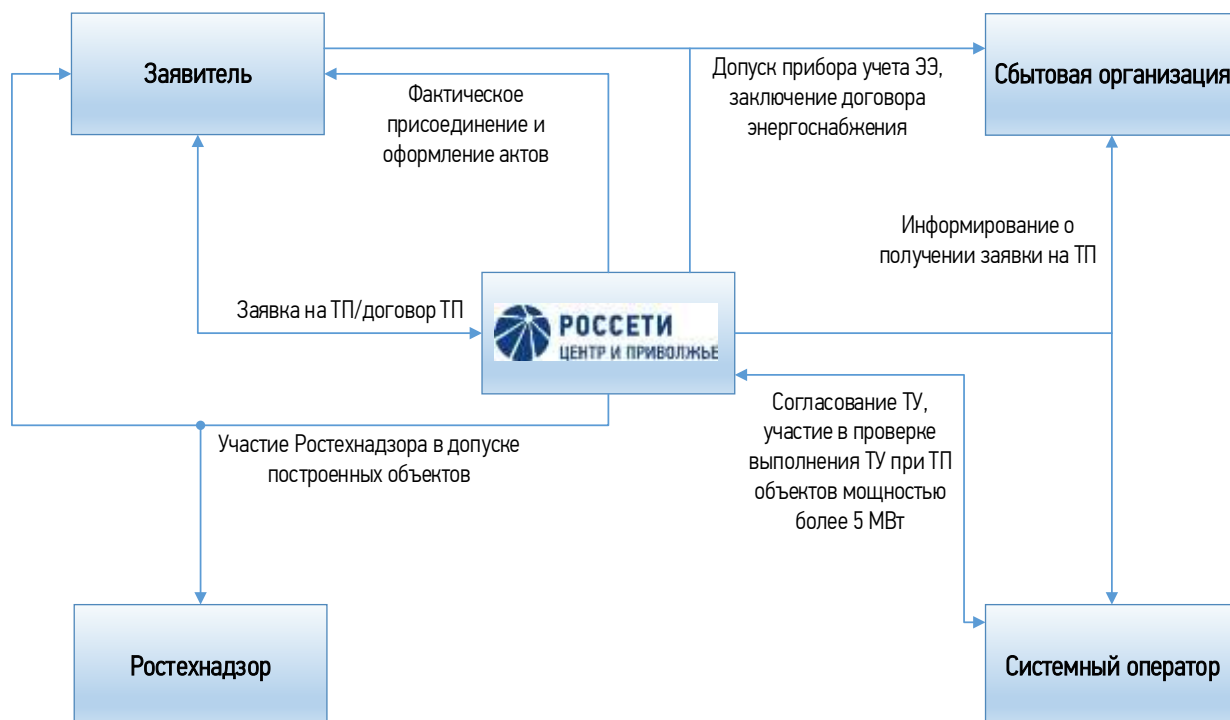 Заявитель
Сбытовая организация
Допуск прибора учета ЭЭ,
заключение договора
энергоснабжения
Фактическое
присоединение и
оформление актов
Информирование о
получении заявки на ТП
Заявка на ТП/договор ТП
РОССЕТИ
ЦЕНТР И ПРИВОЛЖЬЕ
Согласование ТУ,
участие в проверке
выполнения ТУ при ТП
объектов мощностью
более 5 МВт
Участие Ростехнадзора в допуске
построенных объектов
Ростехнадзор
Системный оператор